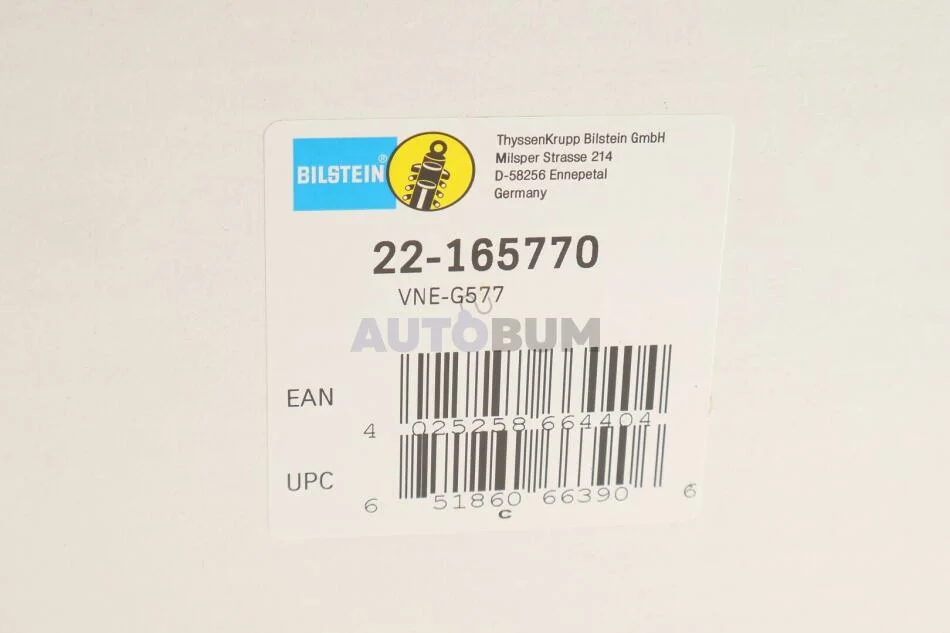 BILSTEIN®
ThyssenKrupp Bilstein GmbH
Milsper Strasse 214
D-58256 Ennepetal
Germany
22-165770
VNE-G577
AUTOBUM
EAN
4 025258 664404
UPC
6 51860 66390 6
C